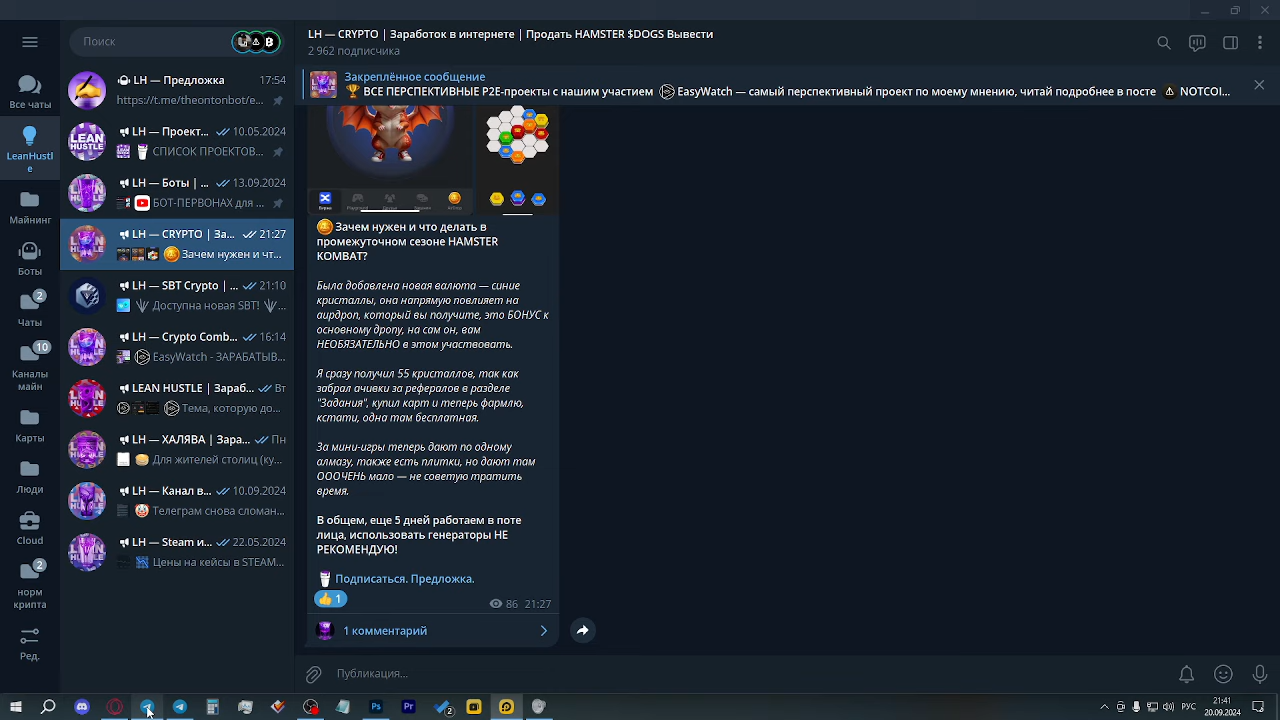 LH — CRYPTO | Заработок в интернете | Продать HAMSTER $DOGS Вывести
2 962 подписчика
Поиск
Закреплённое сообщение
ВСЕ ПЕРСПЕКТИВНЫЕ P2E-проекты с нашим участием EasyWatch — самый перспективный проект по моему мнению, читай подробнее в посте NOTCOI...
Все чаты
LeanHustl
e
Майнинг
Боты
Чаты
2
Каналы
майн
10
Карты
Люди
Cloud
норм
крипта
2
Ред.
LH — Предложка 17:54
https://t.me/theontonbot/e...
LH — Проект... 10.05.2024
СПИСОК ПРОЕКТОВ...
LH — Боты | ... 13.09.2024
БОТ-ПЕРВОНАХ для ...
LH — CRYPTO | За... 21:27
Зачем нужен и чт...
LH — SBT Crypto | ... 21:10
Доступна новая SBT!
LH — Crypto Comb... 16:14
EasyWatch - ЗАРАБАТЫВ...
LEAN HUSTLE | Зараб... Вт
Тема, которую до...
LH — ХАЛЯВА | Зара... Пн
Для жителей столиц (ку...
LH — Канал в... 10.09.2024
Телеграм снова сломан...
LH — Steam и... 22.05.2024
Цены на кейсы в STEAM...
Зачем нужен и что делать в
промежуточном сезоне HAMSTER
KOMBAT?
Была добавлена новая валюта — синие
кристаллы, она напрямую повлияет на
аирдроп, который вы получите, это БОНУС к
основному дропу, на сам он, вам
НЕОБЯЗАТЕЛЬНО в этом участвовать.
Я сразу получил 55 кристаллов, так как
забрал ачивки за рефералов в разделе
"Задания", купил карт и теперь фармлю,
кстати, одна там бесплатная.
За мини-игры теперь дают по одному
алмазу, также есть плитки, но дают там
ОООЧЕНЬ мало — не советую тратить
время.
В общем, еще 5 дней работаем в поте
лица, использовать генераторы НЕ
РЕКОМЕНДУЮ!
Подписаться. Предложка.
1
86 21:27
1 комментарий
Публикация...
2
РУС
21:41
20.09.2024